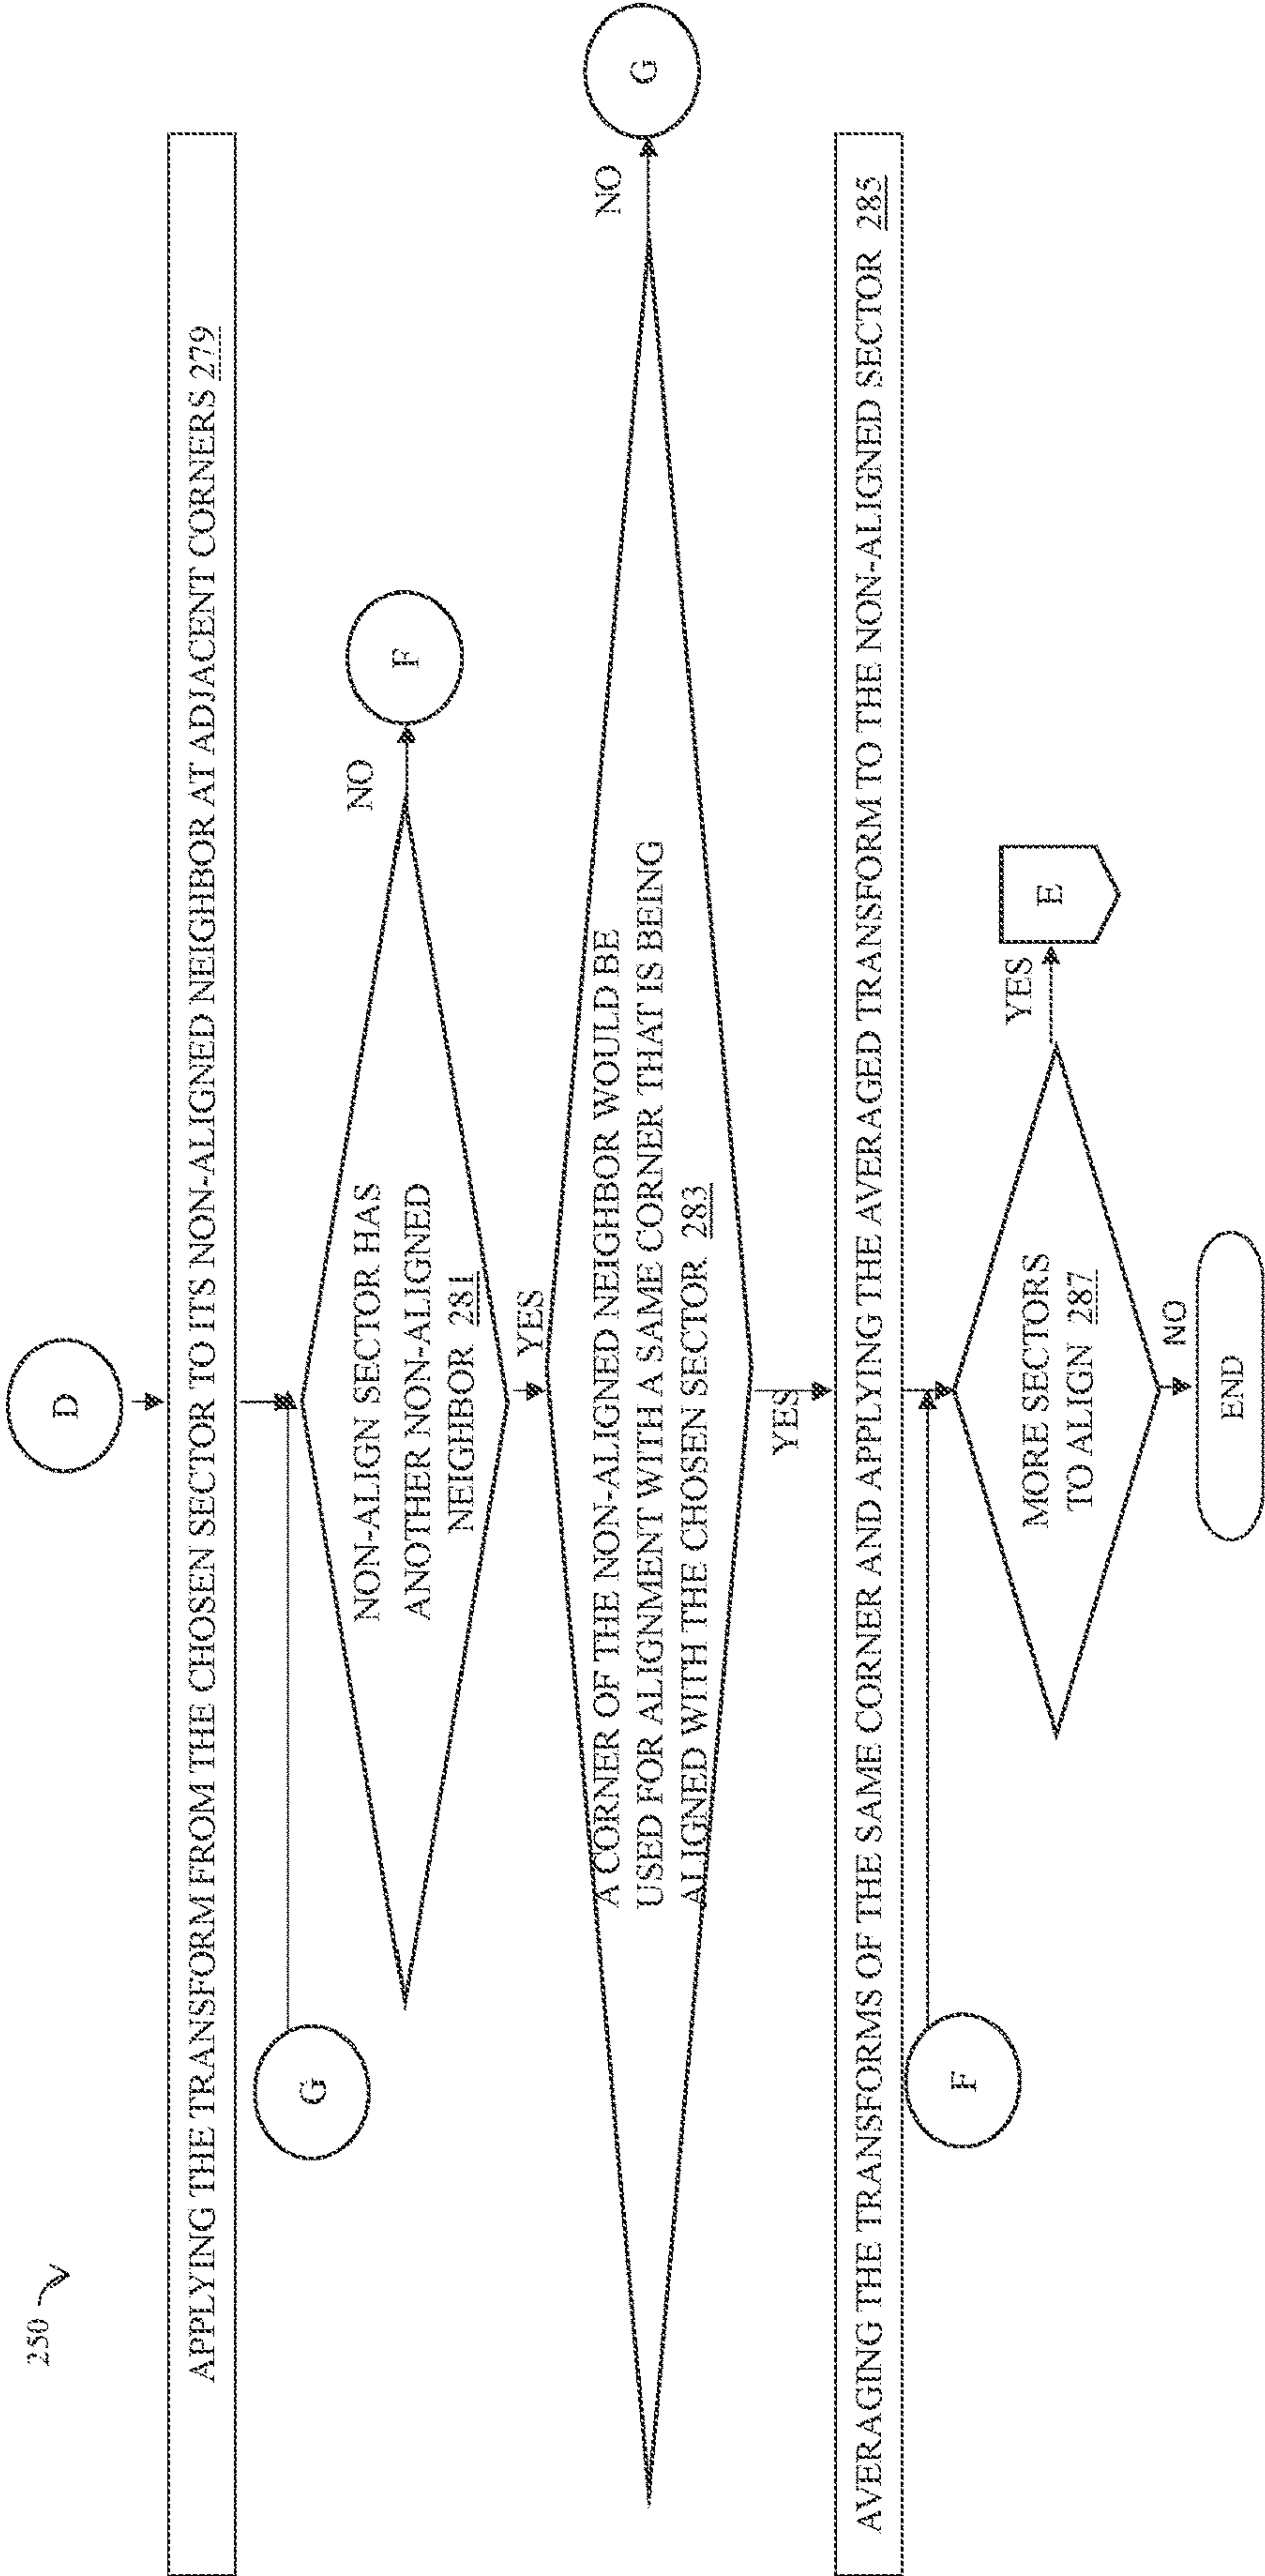 250
D
APPLYING THE TRANSFORM FROM THE CHOSEN SECTOR TO ITS NON-ALIGNED NEIGHBOR AT ADJACENT CORNERS 279
G
NON-ALIGN SECTOR HAS
ANOTHER NON-ALIGNED
NEIGHBOR 281
NO
F
YES
A CORNER OF THE NON-ALIGNED NEIGHBOR WOULD BE
USED FOR ALIGNMENT WITH A SAME CORNER THAT IS BEING
ALIGNED WITH THE CHOSEN SECTOR 283
NO
G
YES
AVERAGING THE TRANSFORMS OF THE SAME CORNER AND APPLYING THE AVERAGED TRANSFORM TO THE NON-ALIGNED SECTOR 285
F
MORE SECTORS
TO ALIGN 287
YES
E
NO
END